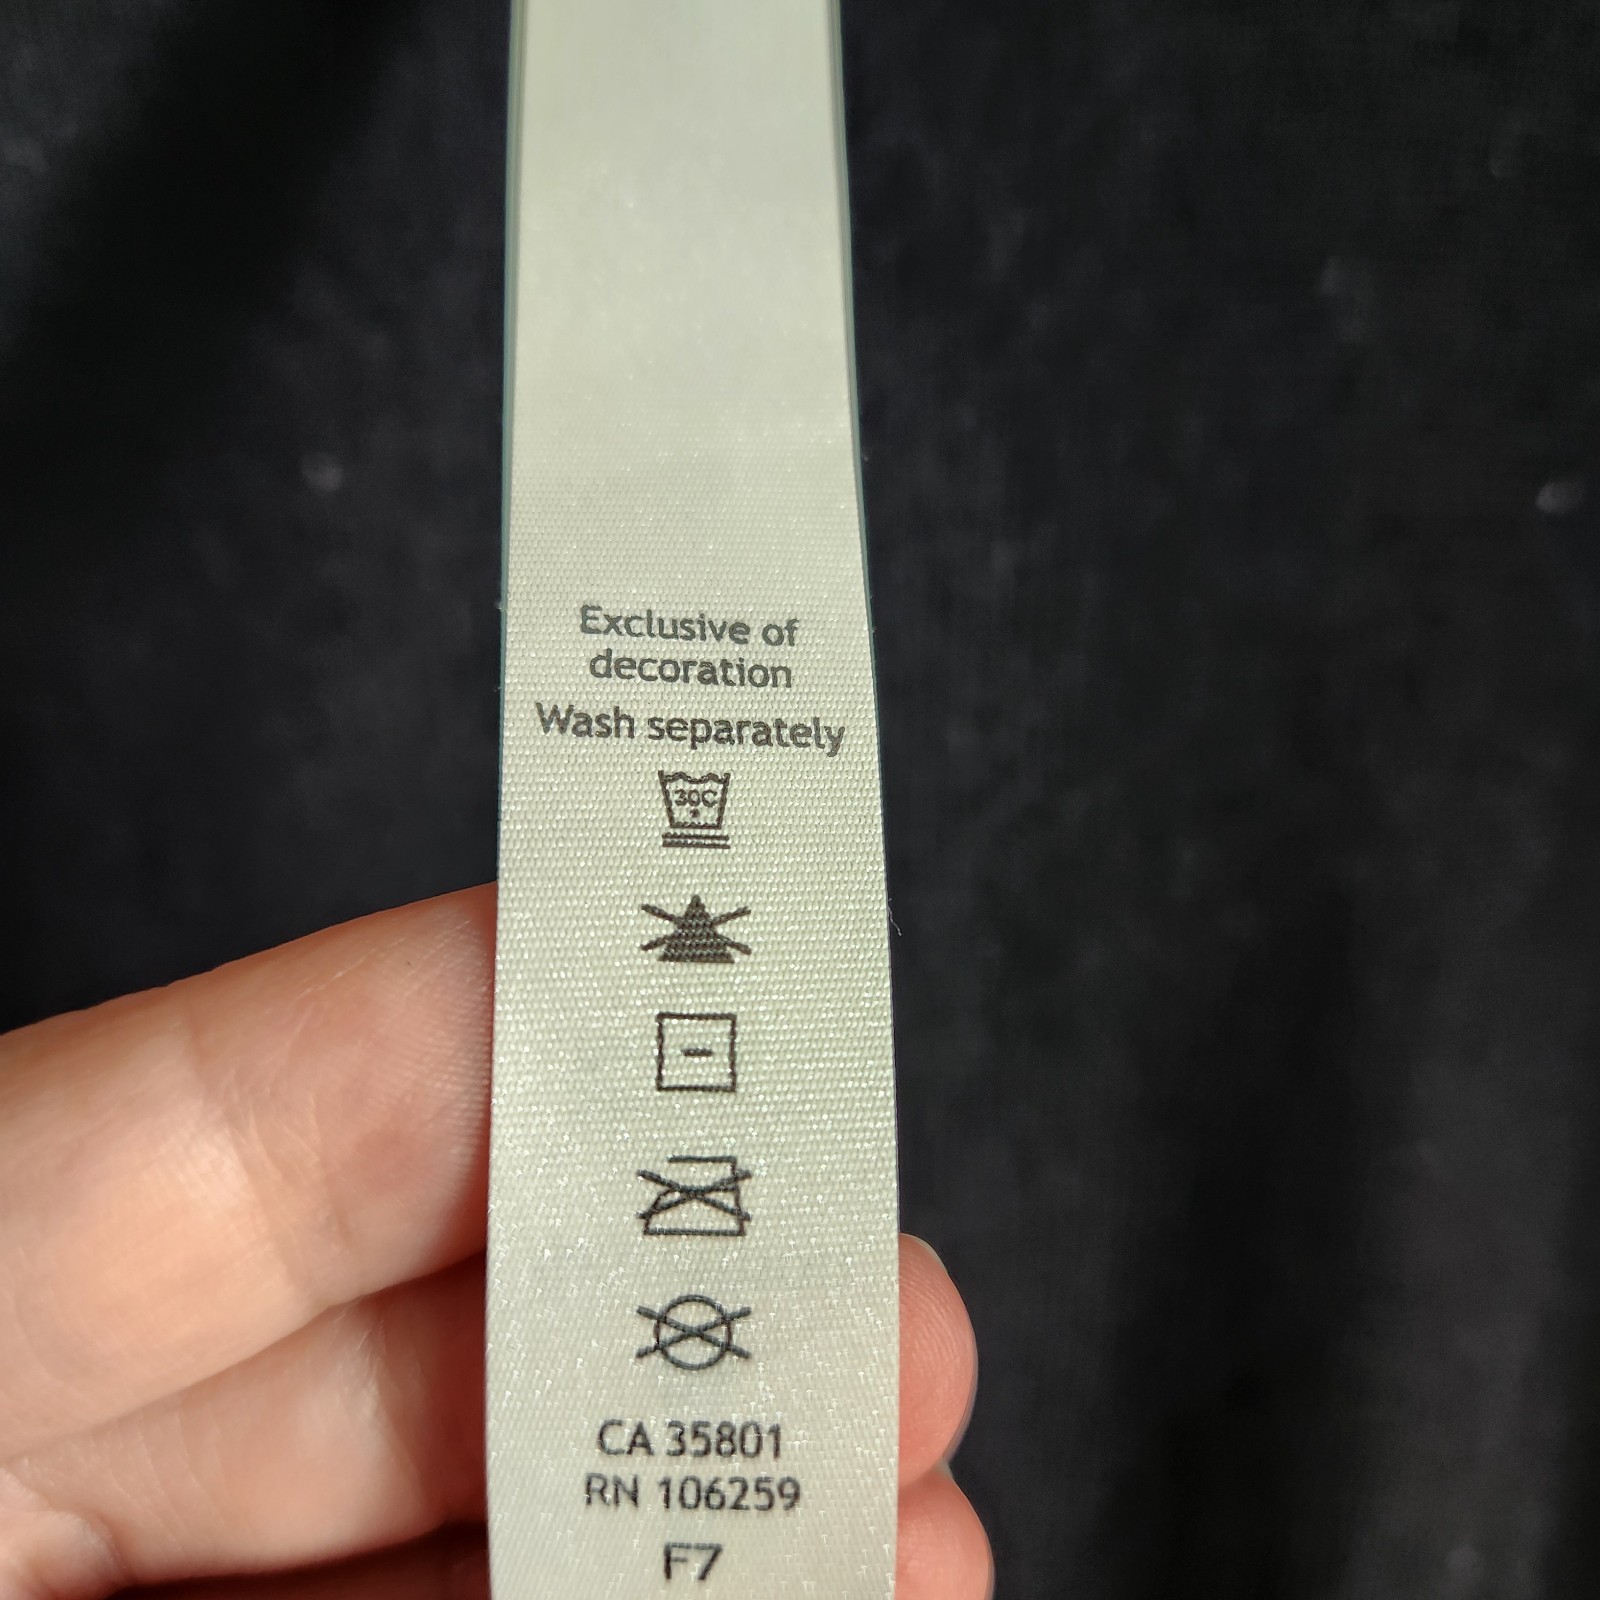 Exclusive of
decoration
Wash separately
30C
CA 35801
RN 106259
F7